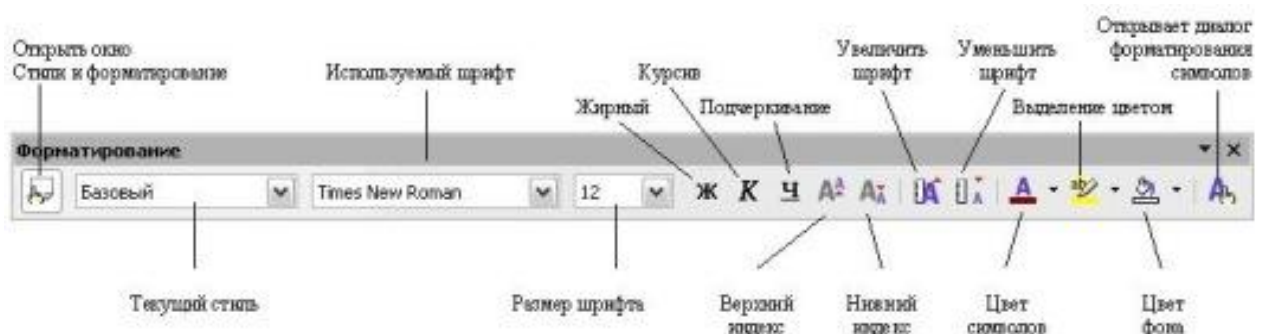 Открывает диалог
форматирования
символов
Открыть окно
Стили и форматирование
Используемый шрифт
Курсив
Увеличить
шрифт
Уменьшить
шрифт
Жирный
Подчеркивание
Выделение цветом
Форматирование
Базовый
Times New Roman
12
Ж К Ч
Текущий стиль
Размер шрифта
Верхний
индекс
Нижний
индекс
Цвет
символов
Цвет
фона